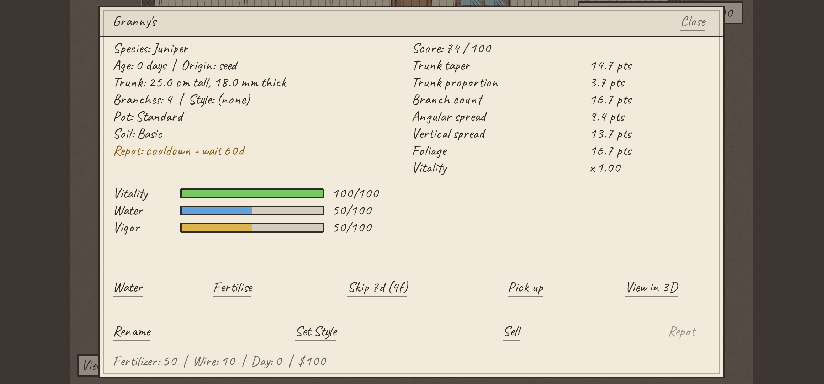 Granny's
Close
Species: Juniper
Age: 0 days | Origin: seed
Trunk: 25.0 cm tall, 18.0 mm thick
Branches: 4 | Style: (none)
Pot: Standard
Soil: Basic
Repot: cooldown - wait 60d
Score: 74 / 100
Trunk taper 14.7 pts
Trunk proportion 3.7 pts
Branch count 16.7 pts
Angular spread 9.4 pts
Vertical spread 13.7 pts
Foliage 16.7 pts
Vitality x 1.00
Vitality 100/100
Water 50/100
Vigor 50/100
Water Fertilise Skip 7d (4f) Pick up View in 3D
Rename Set Style Sell Repot
Fertilizer: 50 | Wire: 10 | Day: 0 | $100